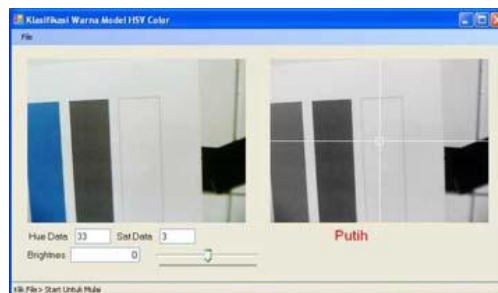 Klasifikasi Warna Model HSV Color
File
Hue Data 33 Sat Data 3
Putih
Brightnes 0
Klik File > Start Untuk Mulai